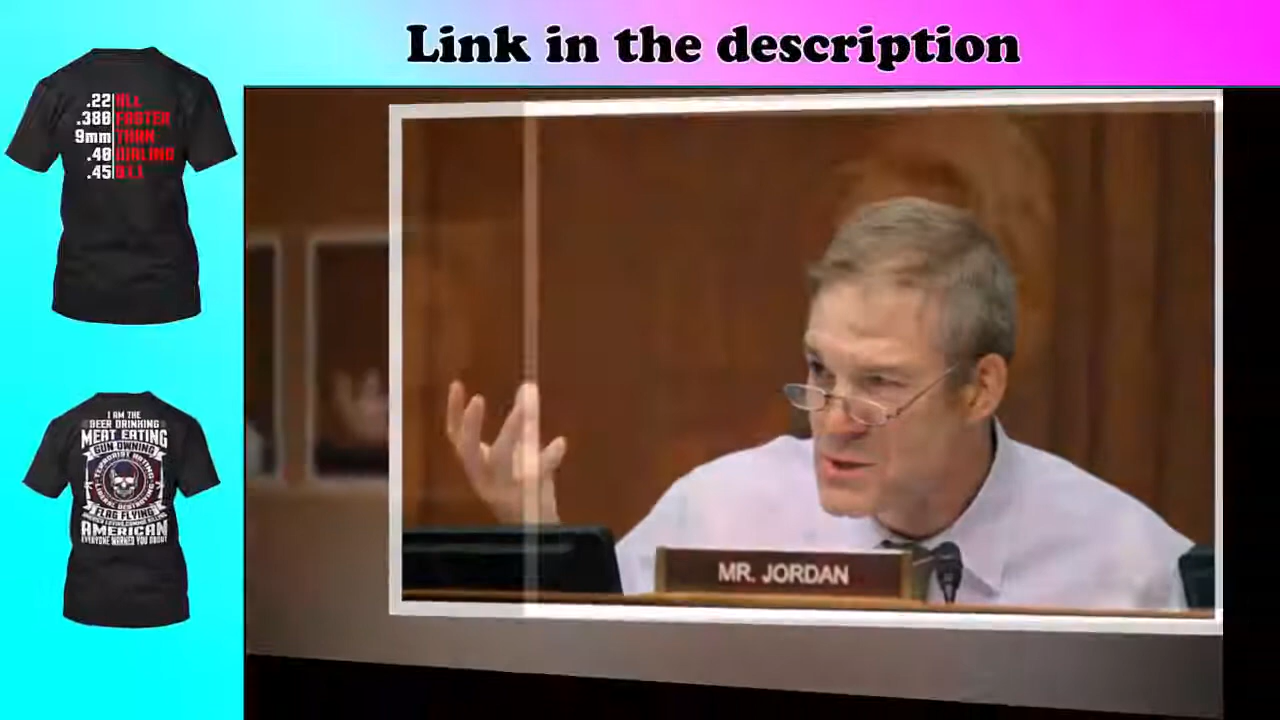 Link in the description
.22 ALL
.380 FASTER
9mm THAN
.40 DIALING
.45 911
I AM THE
BEER DRINKING
MEAT EATING
GUN OWNING
FLAG FLYING
AMERICAN
EVERYONE WARNED YOU ABOUT
MR. JORDAN